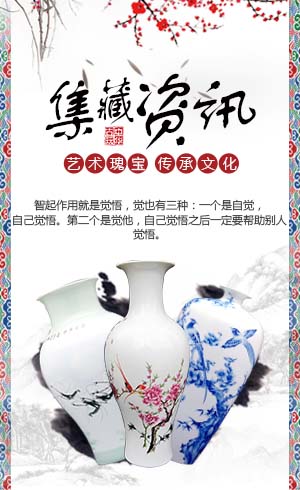 集藏资讯
艺术瑰宝 传承文化
智起作用就是觉悟，觉也有三种：一个是自觉，
自己觉悟。第二个是觉他，自己觉悟之后一定要帮助别人
觉悟。